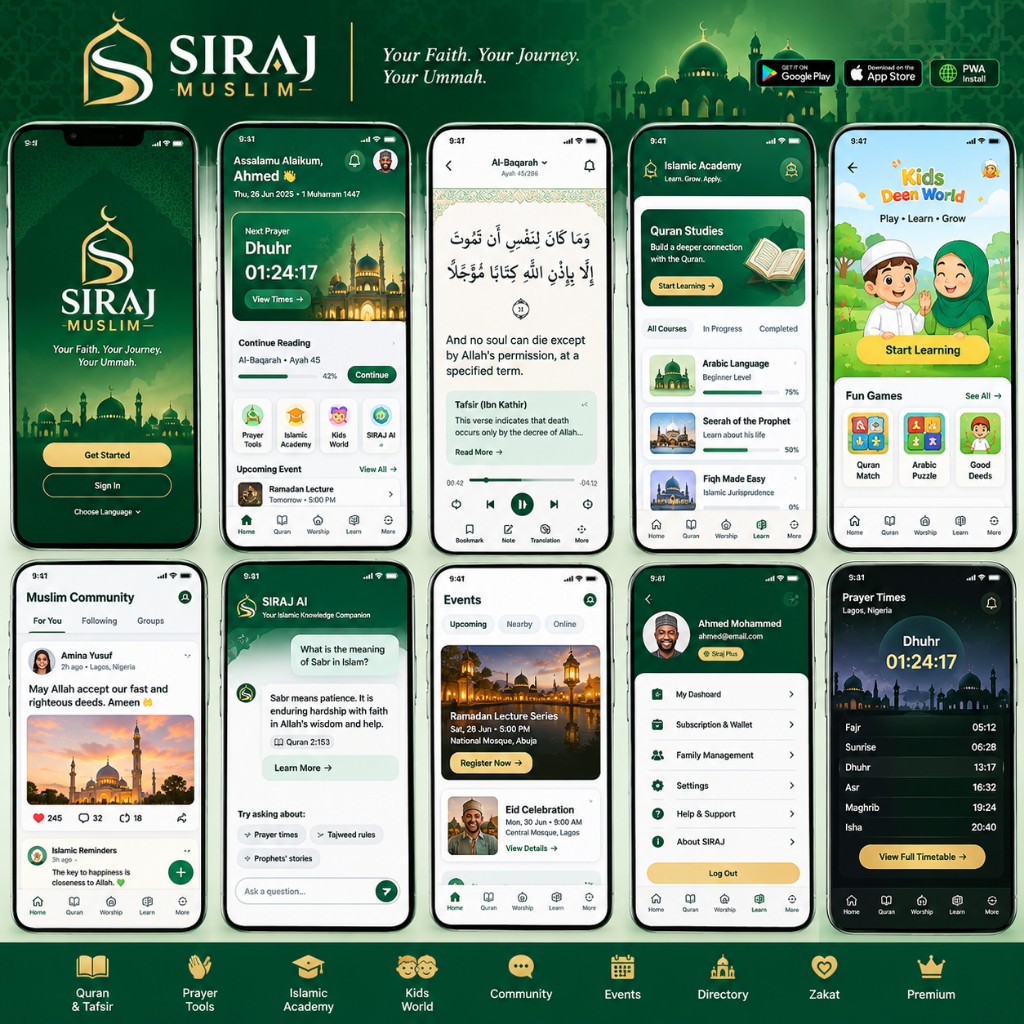 SIRAJ
MUSLIM
Your Faith. Your Journey.
Your Ummah.
GET IT ON
Google Play
Download on the
App Store
PWA
Install
9:41
SIRAJ
MUSLIM
Your Faith. Your Journey.
Your Ummah.
Get Started
Sign In
Choose Language
9:31
Assalamu Alaikum,
Ahmed 👋
Thu, 26 Jun 2025 • 1 Muharram 1447
Next Prayer
Dhuhr
01:24:17
View Times →
Continue Reading
Al-Baqarah • Ayah 45
42%
Continue
Prayer
Tools
Islamic
Academy
Kids
World
SIRAJ AI
Upcoming Event
View All →
Ramadan Lecture
Tomorrow • 5:00 PM
Home
Quran
Worship
Learn
More
9:41
Al-Baqarah
Ayah 45/286
وَمَا كَانَ لِنَفْسٍ أَن تَمُوتَ
إِلَّا بِإِذْنِ اللَّهِ كِتَابًا مُؤَجَّلًا
And no soul can die except
by Allah's permission, at a
specified term.
Tafsir (Ibn Kathir)
This verse indicates that death
occurs only by the decree of Allah...
Read More →
00:42
-04:12
Bookmark
Note
Translation
More
9:41
Islamic Academy
Learn. Grow. Apply.
Quran Studies
Build a deeper connection
with the Quran.
Start Learning →
All Courses
In Progress
Completed
Arabic Language
Beginner Level
75%
Seerah of the Prophet
Learn about his life
50%
Fiqh Made Easy
Islamic Jurisprudence
0%
Home
Quran
Worship
Learn
More
9:41
Kids
Deen World
Play • Learn • Grow
Start Learning
Fun Games
See All →
Quran
Match
Arabic
Puzzle
Good
Deeds
Home
Quran
Worship
Learn
More
9:41
Muslim Community
For You
Following
Groups
Amina Yusuf
2h ago • Lagos, Nigeria
May Allah accept our fast and
righteous deeds. Ameen
245
32
18
Islamic Reminders
3h ago
The key to happiness is
closeness to Allah. 💚
Home
Quran
Worship
Learn
More
9:31
SIRAJ AI
Your Islamic Knowledge Companion
What is the meaning
of Sabr in Islam?
Sabr means patience. It is
enduring hardship with faith
in Allah's wisdom and help.
Quran 2:153
Learn More →
Try asking about:
Prayer times
Tajweed rules
Prophets' stories
Ask a question...
9:41
Events
Upcoming
Nearby
Online
Ramadan Lecture Series
Sat, 28 Jun • 5:00 PM
National Mosque, Abuja
Register Now →
Eid Celebration
Mon, 30 Jun • 9:00 AM
Central Mosque, Lagos
View Details →
Home
Quran
Worship
Learn
More
Ahmed Mohammed
ahmed@email.com
Siraj Plus
My Dashoard
Subscription & Wallet
Family Management
Settings
Help & Support
About SIRAJ
Log Out
Home
Quran
Worship
Learn
More
9:31
Prayer Times
Lagos, Nigeria
Dhuhr
01:24:17
Fajr 05:12
Sunrise 06:28
Dhuhr 13:17
Asr 16:32
Maghrib 19:24
Isha 20:40
View Full Timetable →
Home
Quran
Worship
Learn
More
Quran
& Tafsir
Prayer
Tools
Islamic
Academy
Kids
World
Community
Events
Directory
Zakat
Premium